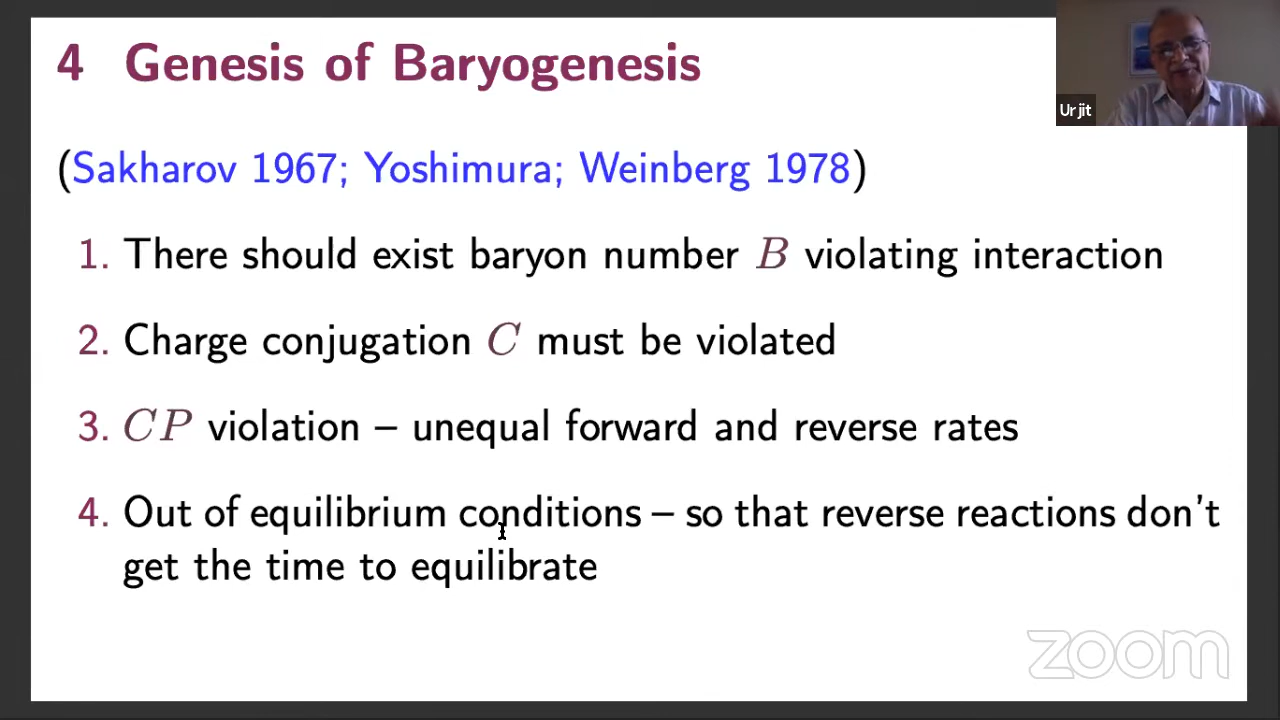 4 Genesis of Baryogenesis
Urjit
(Sakharov 1967; Yoshimura; Weinberg 1978)
1. There should exist baryon number B violating interaction
2. Charge conjugation C must be violated
3. CP violation – unequal forward and reverse rates
4. Out of equilibrium conditions – so that reverse reactions don't
get the time to equilibrate
zoom